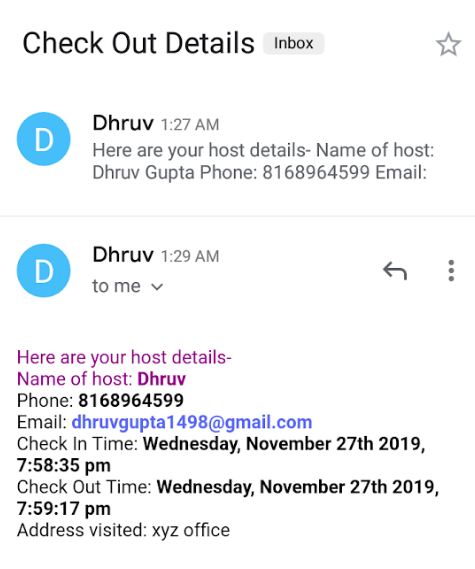 Check Out Details Inbox
D
Dhruv 1:27 AM
Here are your host details- Name of host:
Dhruv Gupta Phone: 8168964599 Email:
D
Dhruv 1:29 AM
to me
Here are your host details-
Name of host: Dhruv
Phone: 8168964599
Email: dhruvgupta1498@gmail.com
Check In Time: Wednesday, November 27th 2019,
7:58:35 pm
Check Out Time: Wednesday, November 27th 2019,
7:59:17 pm
Address visited: xyz office